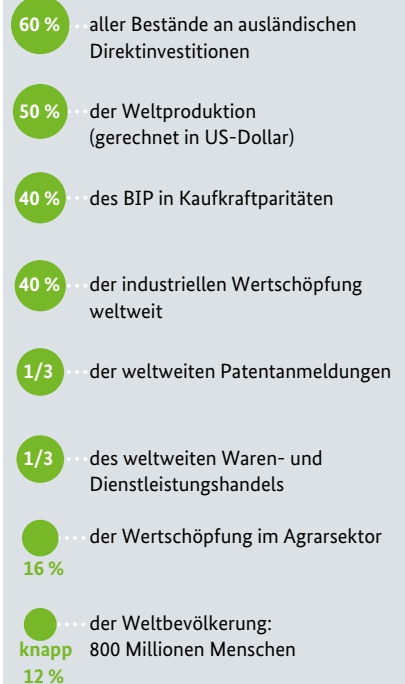 60 % aller Bestände an ausländischen
Direktinvestitionen
50 % der Weltproduktion
(gerechnet in US-Dollar)
40 % des BIP in Kaufkraftparitäten
40 % der industriellen Wertschöpfung
weltweit
1/3 der weltweiten Patentanmeldungen
1/3 des weltweiten Waren- und
Dienstleistungshandels
der Wertschöpfung im Agrarsektor
16 %
der Weltbevölkerung:
knapp 800 Millionen Menschen
12 %